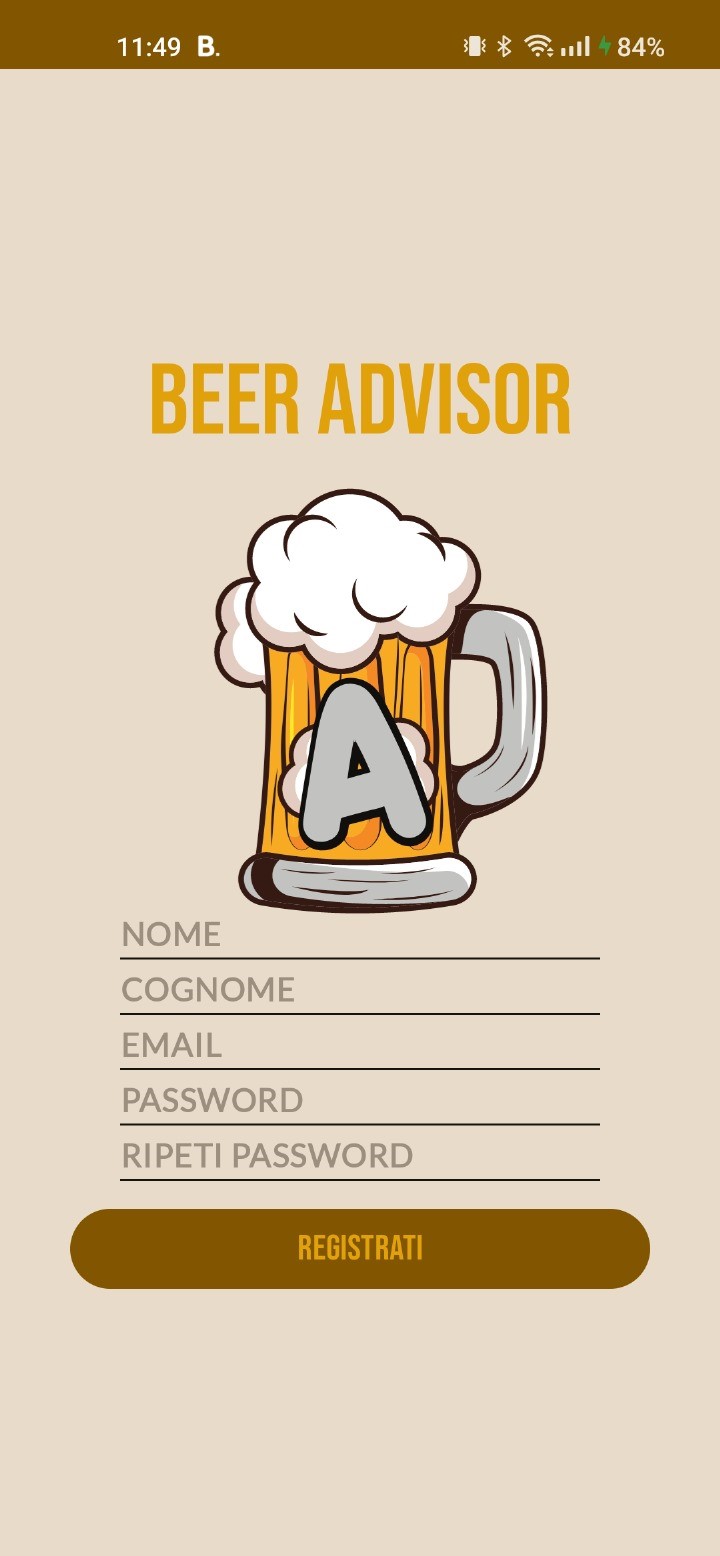 11:49 B. 84%
BEER ADVISOR
A
NOME
COGNOME
EMAIL
PASSWORD
RIPETI PASSWORD
REGISTRATI